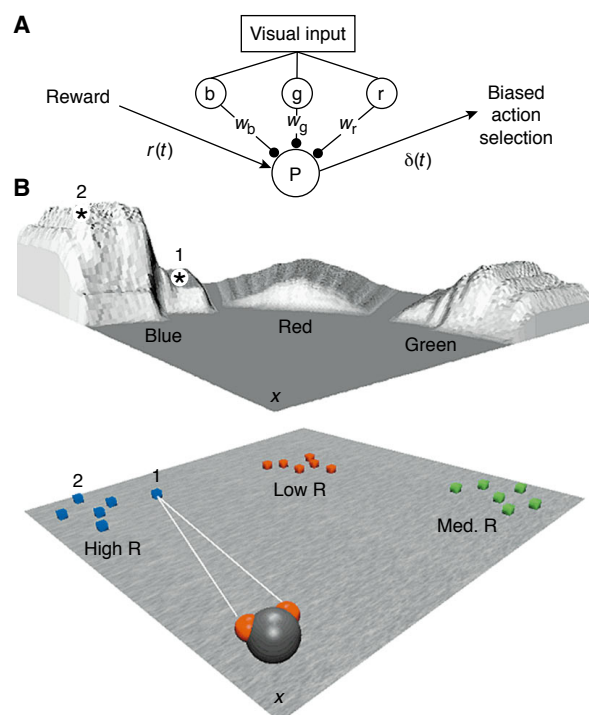 A
Visual input
b g r
Reward
w_b w_g w_r
Biased
action
selection
r(t)
δ(t)
P
B
2
1
*
*
Blue
Red
Green
x
2
1
Low R
High R
Med. R
x